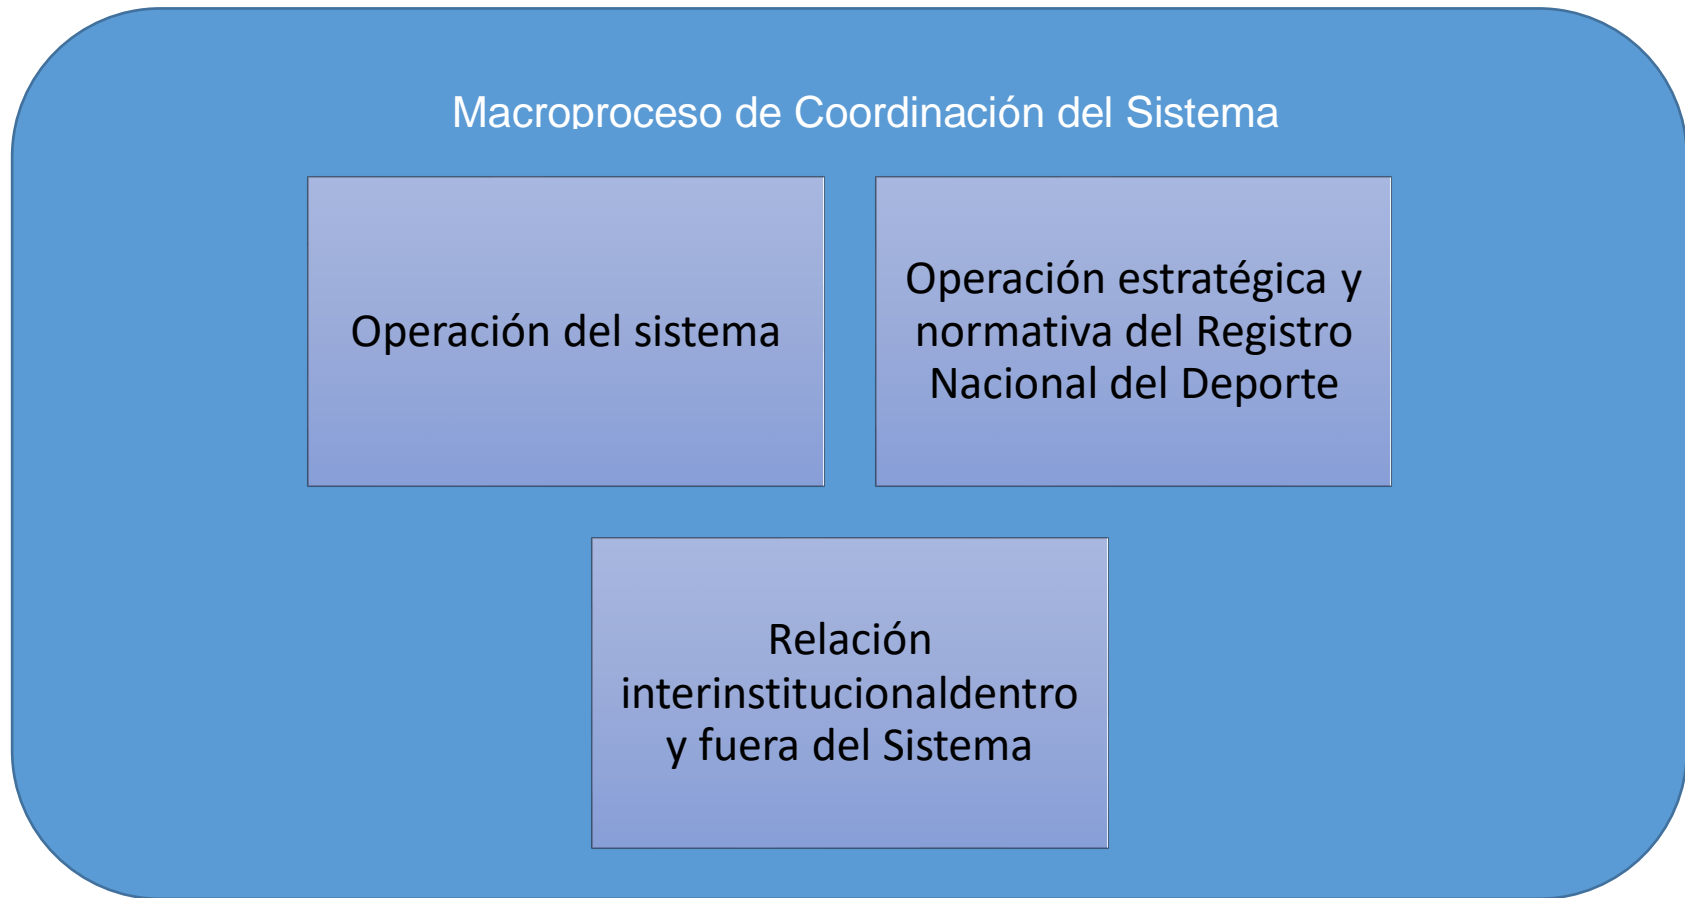 Macroproceso de Coordinación del Sistema
Operación del sistema
Operación estratégica y
normativa del Registro
Nacional del Deporte
Relación
interinstitucionaldentro
y fuera del Sistema